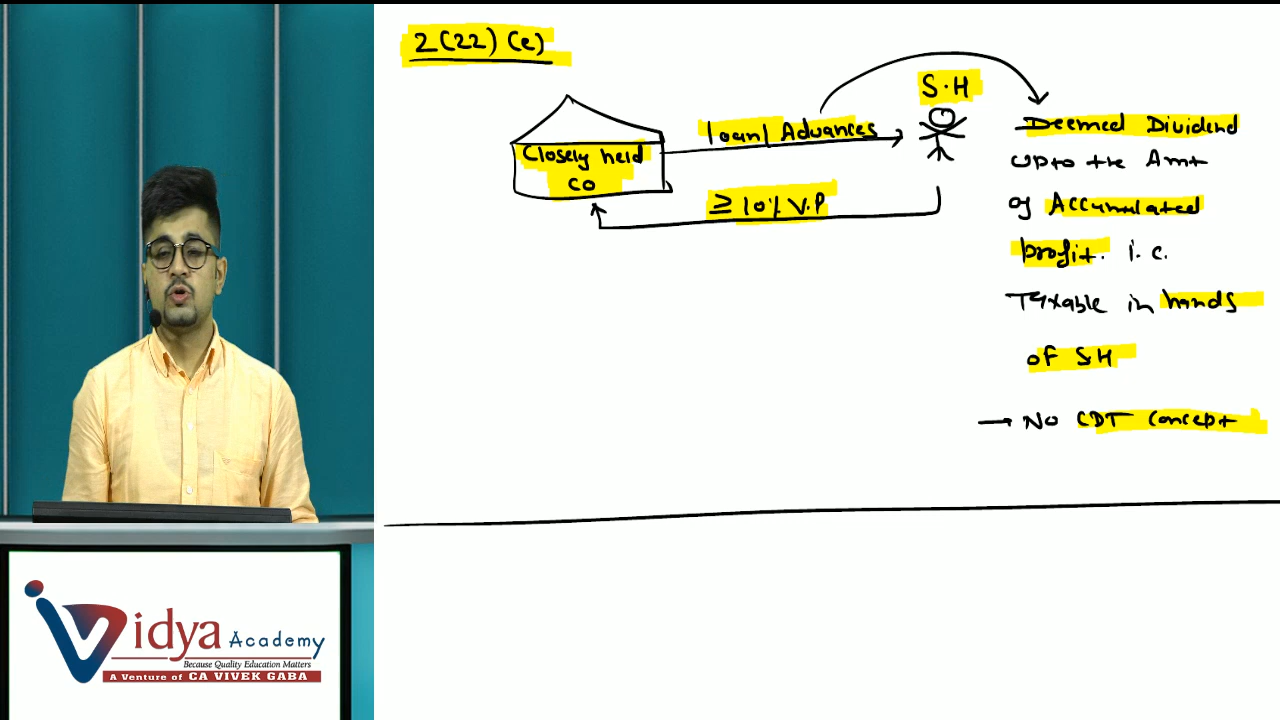 2(22)(e)
S.H
loan/Advances
Closely held
CO
≥ 10% V.P
Deemed Dividend
upto the Amt
of Accumulated
profit. i.e.
Taxable in hands
of SH
→ No CDT Concept
Vidya Academy
Because Quality Education Matters
A Venture of CA VIVEK GABA